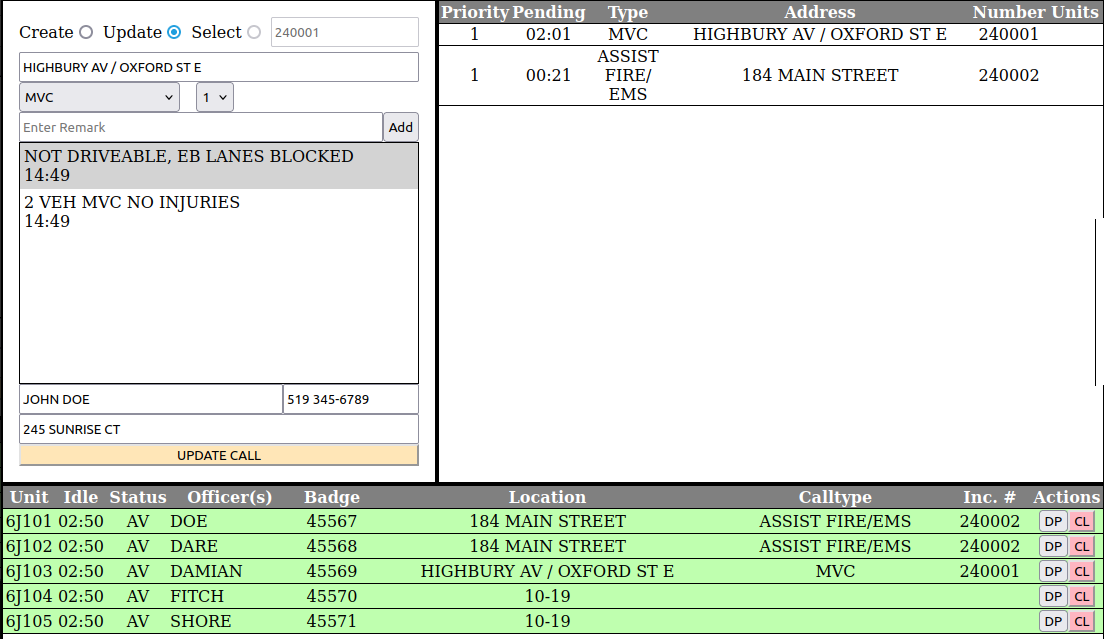 Create Update Select 240001
HIGHBURY AV / OXFORD ST E
MVC 1
Enter Remark Add
NOT DRIVEABLE, EB LANES BLOCKED
14:49
2 VEH MVC NO INJURIES
14:49
JOHN DOE 519 345-6789
245 SUNRISE CT
UPDATE CALL
Priority Pending Type Address Number Units
1 02:01 MVC HIGHBURY AV / OXFORD ST E 240001
ASSIST
1 00:21 FIRE/ 184 MAIN STREET 240002
EMS
Unit Idle Status Officer(s) Badge Location Calltype Inc. # Actions
6J101 02:50 AV DOE 45567 184 MAIN STREET ASSIST FIRE/EMS 240002 DP CL
6J102 02:50 AV DARE 45568 184 MAIN STREET ASSIST FIRE/EMS 240002 DP CL
6J103 02:50 AV DAMIAN 45569 HIGHBURY AV / OXFORD ST E MVC 240001 DP CL
6J104 02:50 AV FITCH 45570 10-19 DP CL
6J105 02:50 AV SHORE 45571 10-19 DP CL